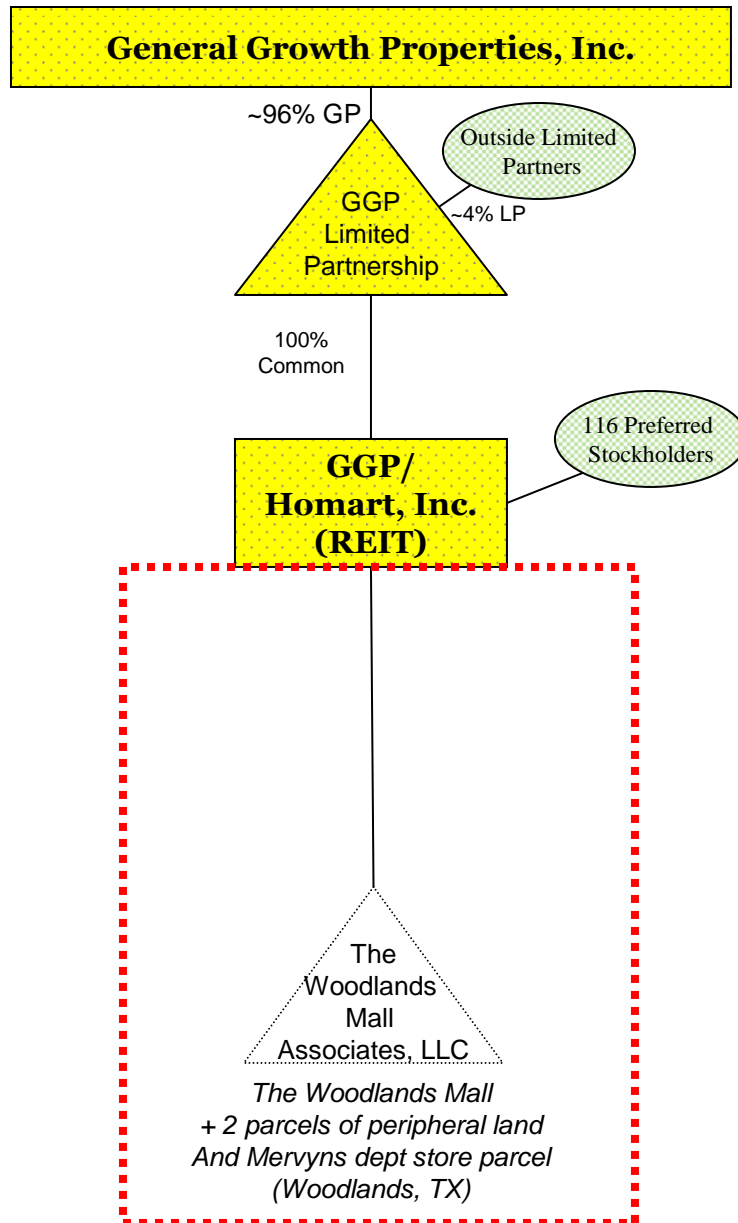 General Growth Properties, Inc.
~96% GP
Outside Limited
Partners
~4% LP
GGP
Limited
Partnership
100%
Common
116 Preferred
Stockholders
GGP/
Homart, Inc.
(REIT)
The
Woodlands
Mall
Associates, LLC
The Woodlands Mall
+ 2 parcels of peripheral land
And Mervyns dept store parcel
(Woodlands, TX)